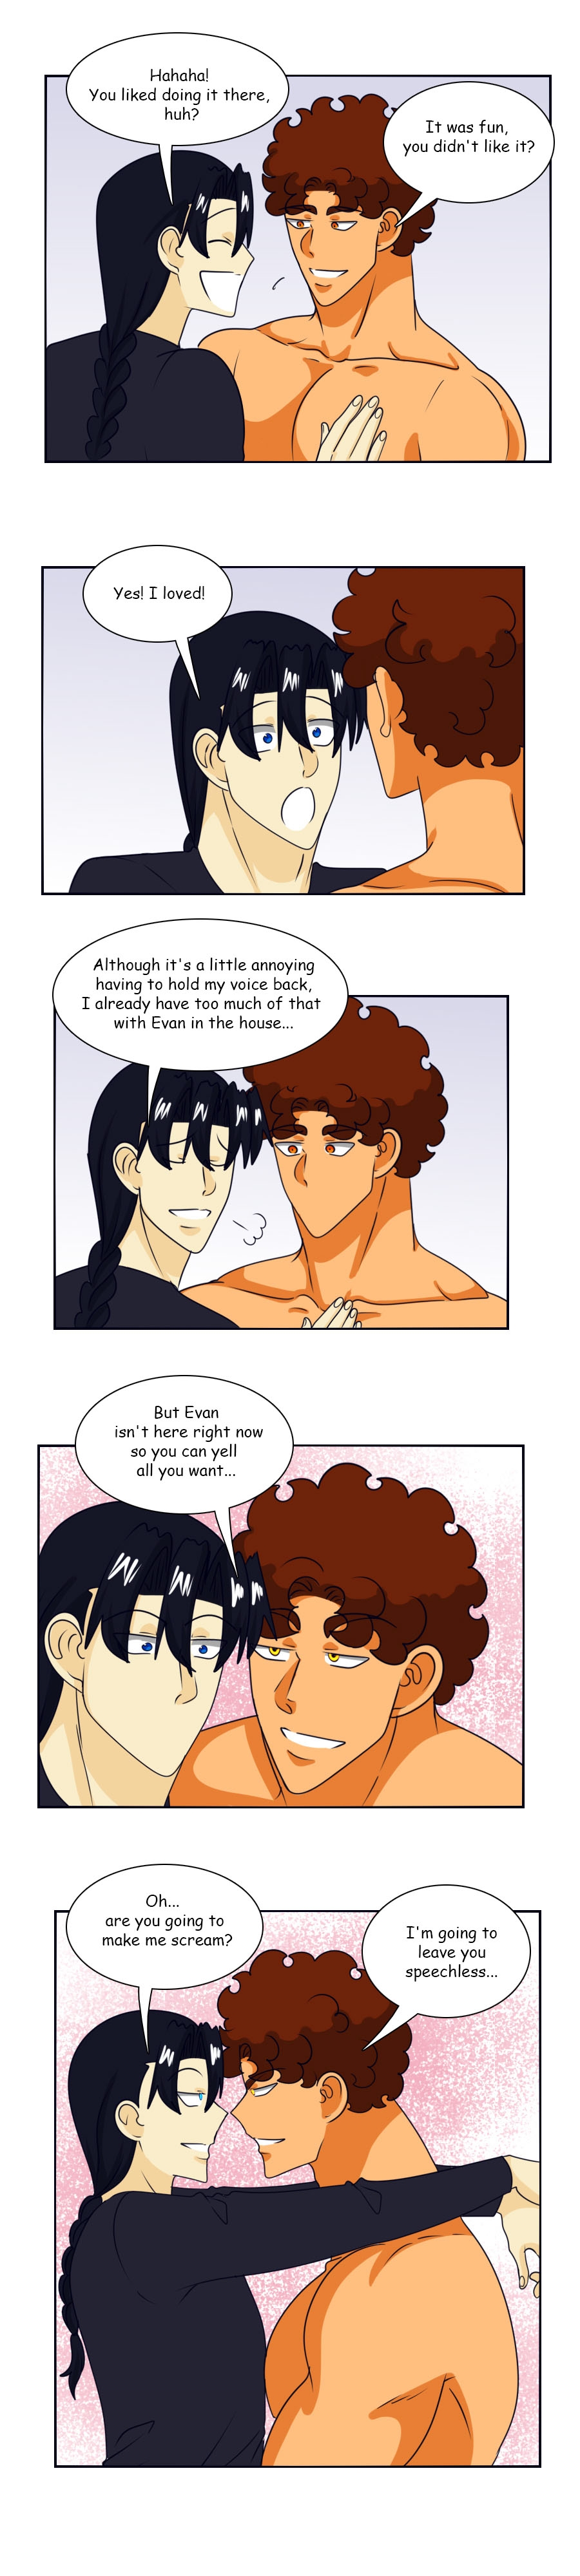 Hahaha!
You liked doing it there,
huh?
It was fun,
you didn't like it?
Yes! I loved!
Although it's a little annoying
having to hold my voice back,
I already have too much of that
with Evan in the house...
But Evan
isn't here right now
so you can yell
all you want...
Oh...
are you going to
make me scream?
I'm going to
leave you
speechless...